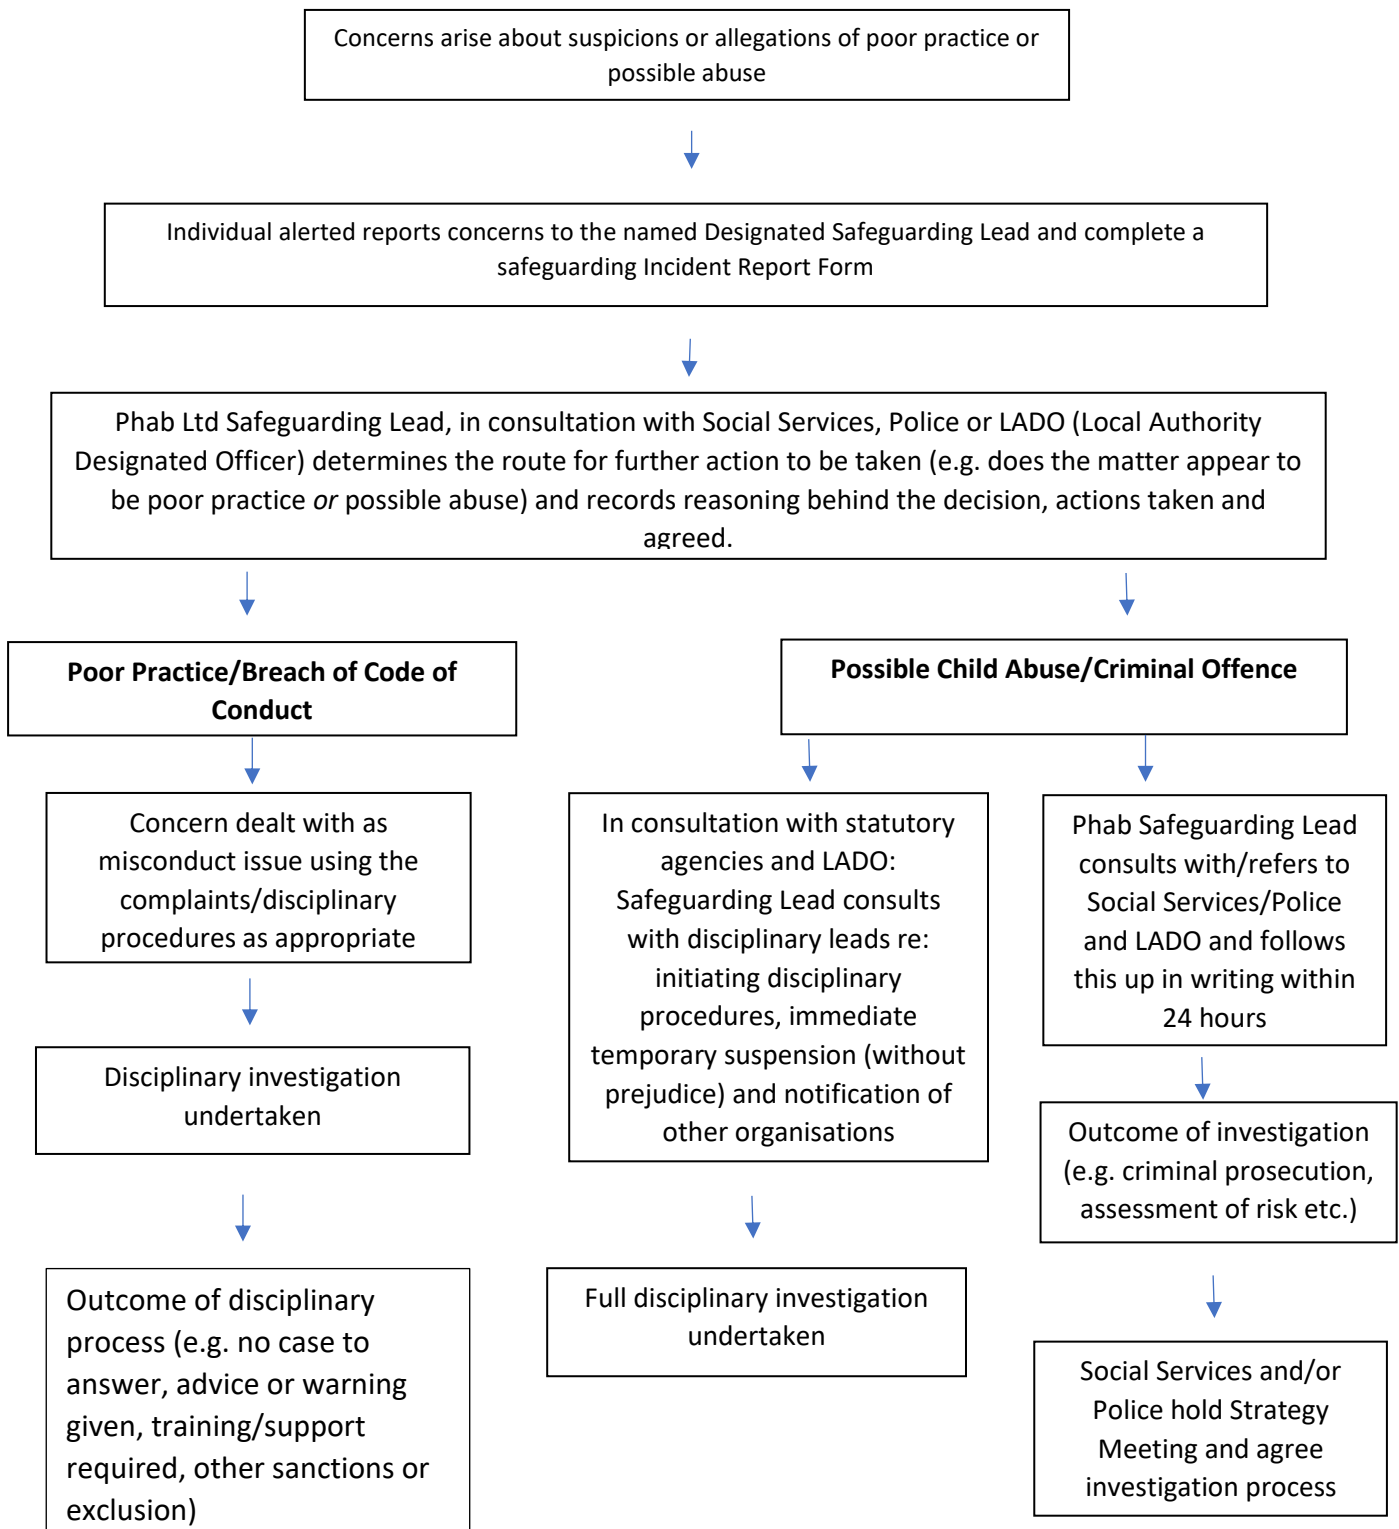 Concerns arise about suspicions or allegations of poor practice or
possible abuse
Individual alerted reports concerns to the named Designated Safeguarding Lead and complete a
safeguarding Incident Report Form
Phab Ltd Safeguarding Lead, in consultation with Social Services, Police or LADO (Local Authority
Designated Officer) determines the route for further action to be taken (e.g. does the matter appear to
be poor practice or possible abuse) and records reasoning behind the decision, actions taken and
agreed.
Poor Practice/Breach of Code of
Conduct
Possible Child Abuse/Criminal Offence
Concern dealt with as
misconduct issue using the
complaints/disciplinary
procedures as appropriate
In consultation with statutory
agencies and LADO:
Safeguarding Lead consults
with disciplinary leads re:
initiating disciplinary
procedures, immediate
temporary suspension (without
prejudice) and notification of
other organisations
Phab Safeguarding Lead
consults with/refers to
Social Services/Police
and LADO and follows
this up in writing within
24 hours
Disciplinary investigation
undertaken
Outcome of investigation
(e.g. criminal prosecution,
assessment of risk etc.)
Outcome of disciplinary
process (e.g. no case to
answer, advice or warning
given, training/support
required, other sanctions or
exclusion)
Full disciplinary investigation
undertaken
Social Services and/or
Police hold Strategy
Meeting and agree
investigation process